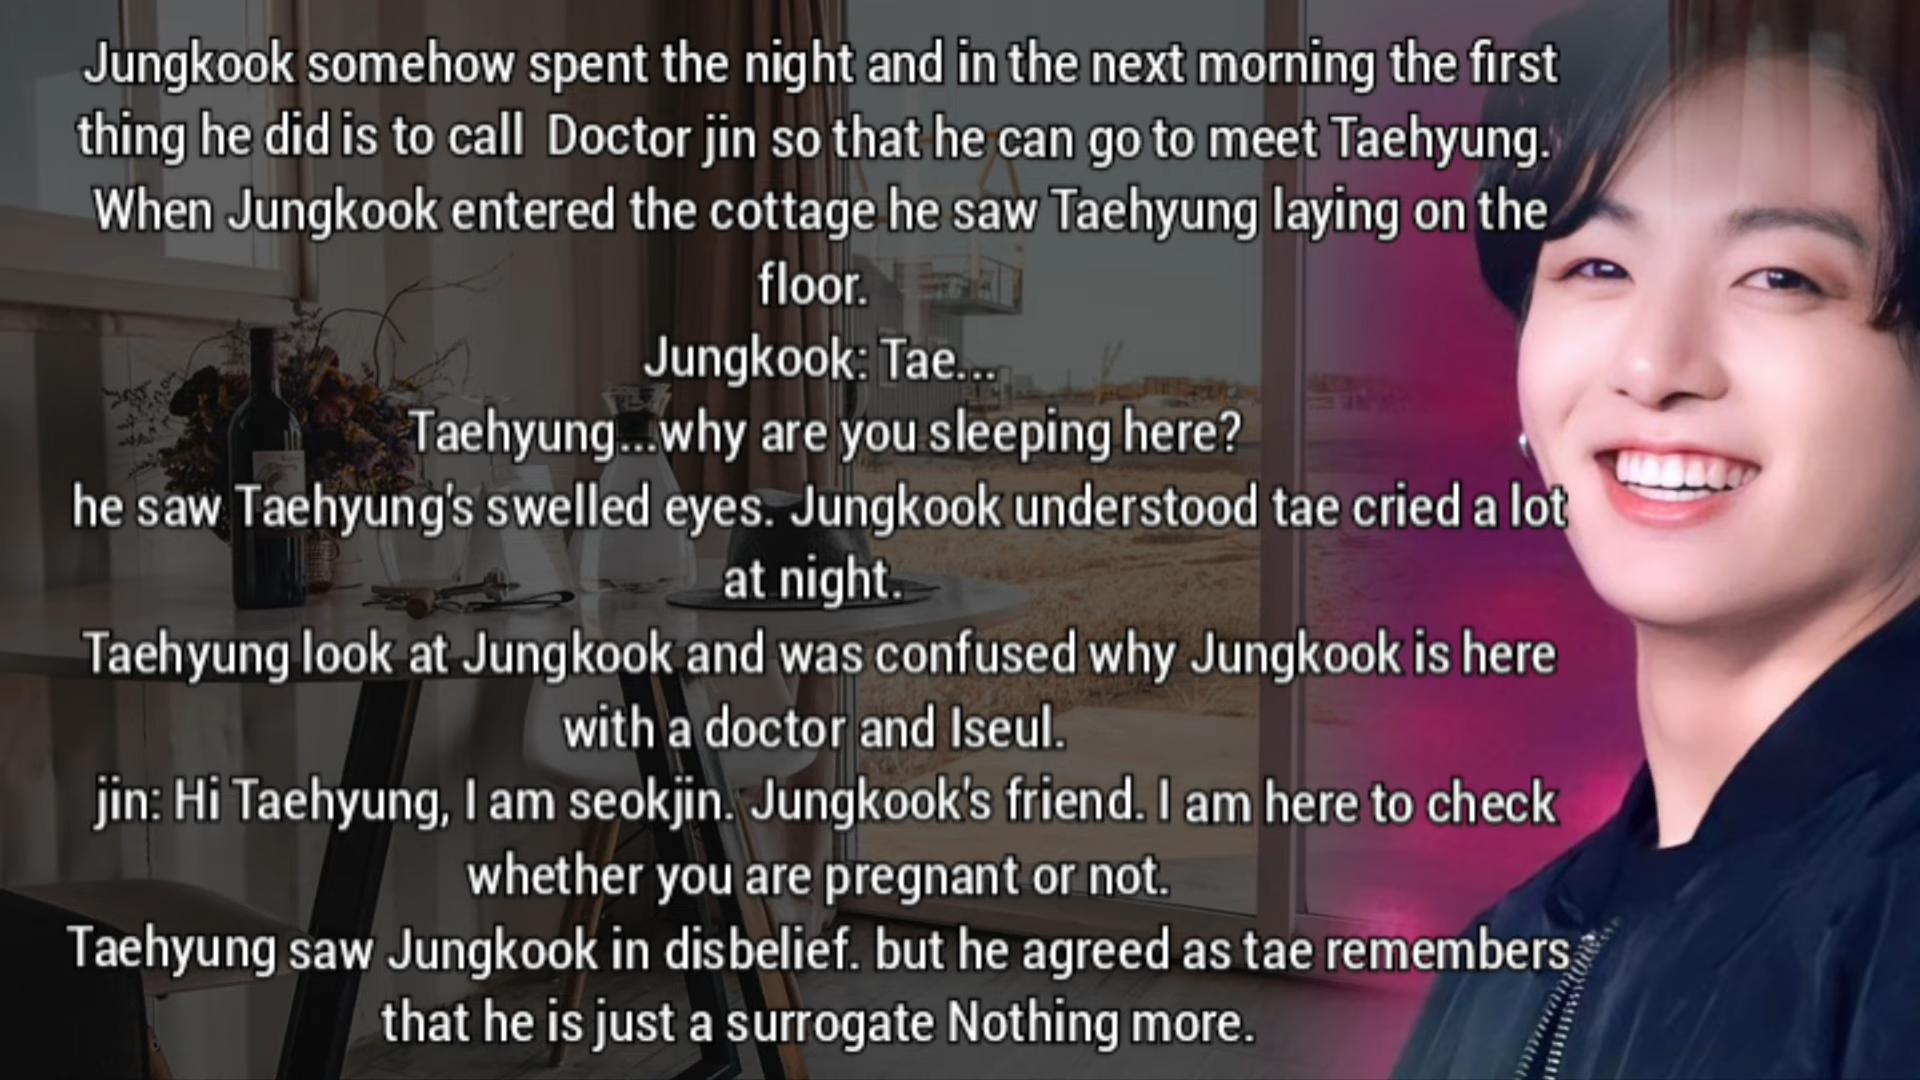 Jungkook somehow spent the night and in the next morning the first
thing he did is to call Doctor jin so that he can go to meet Taehyung.
When Jungkook entered the cottage he saw Taehyung laying on the
floor.
Jungkook: Tae...
Taehyung...why are you sleeping here?
he saw Taehyung's swelled eyes. Jungkook understood tae cried a lot
at night.
Taehyung look at Jungkook and was confused why Jungkook is here
with a doctor and Iseul.
jin: Hi Taehyung, I am seokjin. Jungkook's friend. I am here to check
whether you are pregnant or not.
Taehyung saw Jungkook in disbelief. but he agreed as tae remembers
that he is just a surrogate Nothing more.